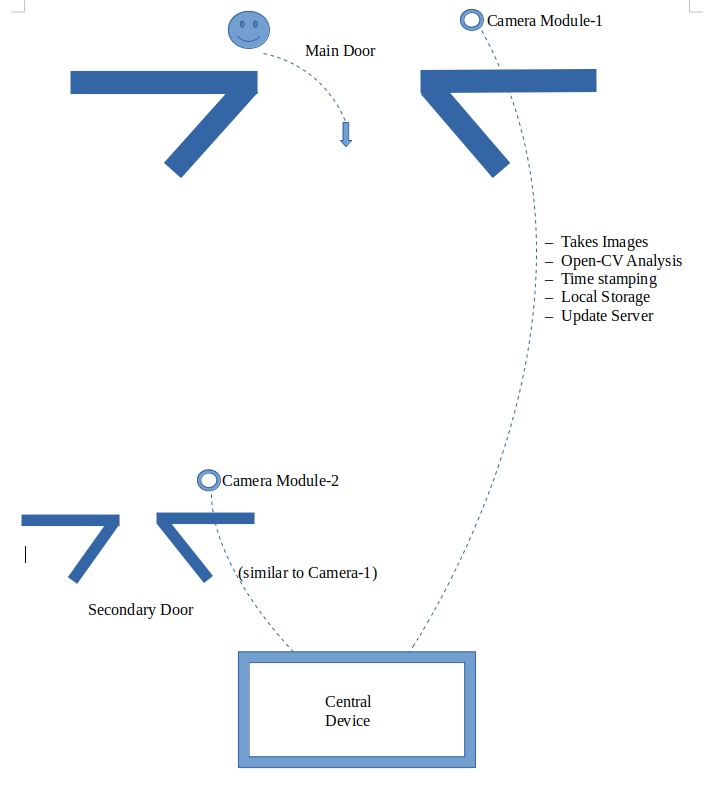 Camera Module-1
Main Door
– Takes Images
– Open-CV Analysis
– Time stamping
– Local Storage
– Update Server
Camera Module-2
(similar to Camera-1)
Secondary Door
Central
Device